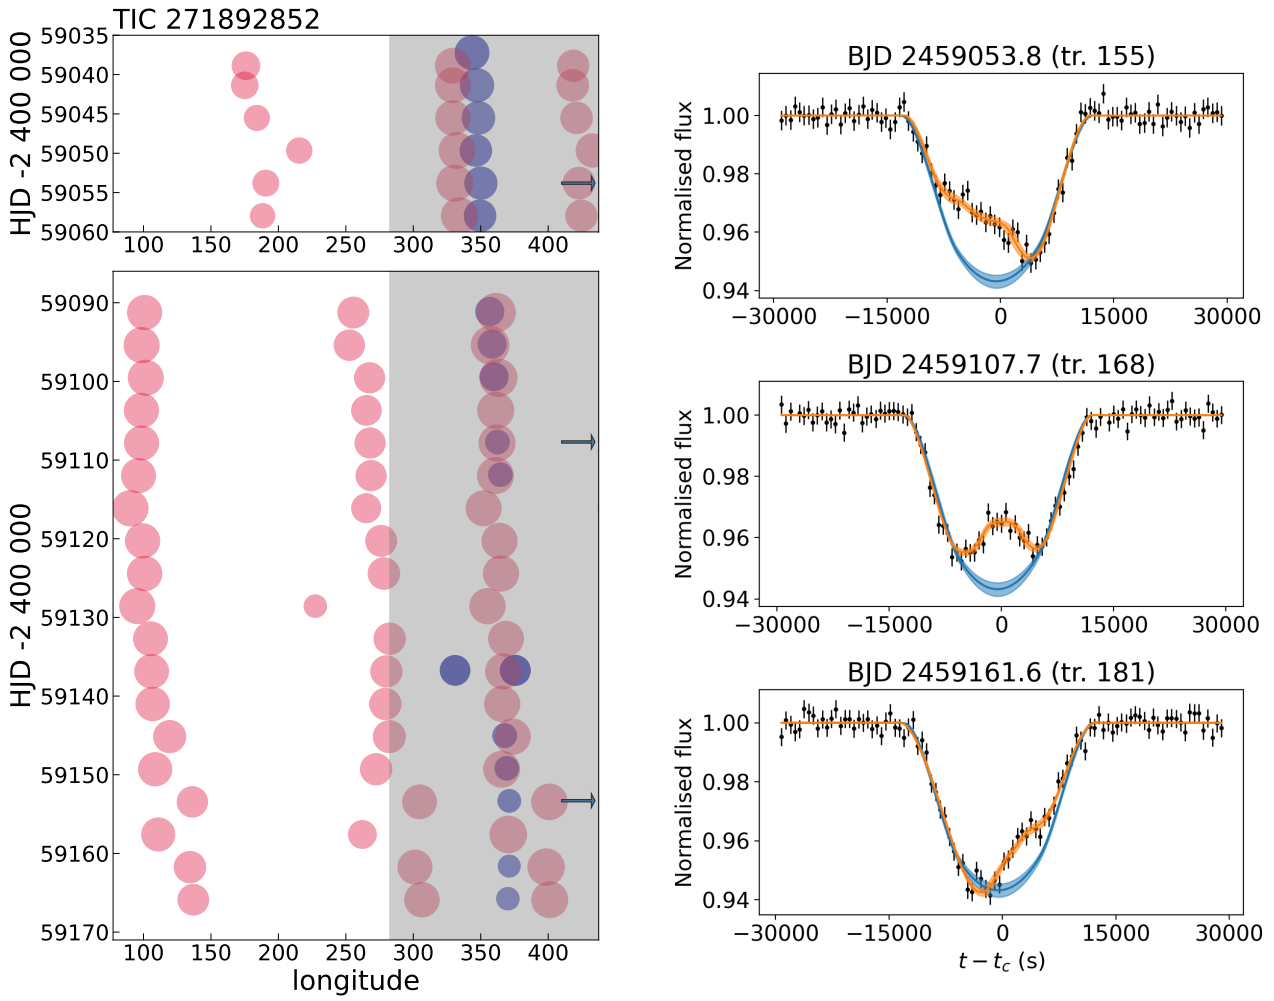 TIC 271892852
HJD -2 400 000
59035
59040
59045
59050
59055
59060
100 150 200 250 300 350 400
HJD -2 400 000
59090
59100
59110
59120
59130
59140
59150
59160
59170
100 150 200 250 300 350 400
longitude
BJD 2459053.8 (tr. 155)
Normalised flux
1.00
0.98
0.96
0.94
−30000 −15000 0 15000 30000
BJD 2459107.7 (tr. 168)
Normalised flux
1.00
0.98
0.96
0.94
−30000 −15000 0 15000 30000
BJD 2459161.6 (tr. 181)
Normalised flux
1.00
0.98
0.96
0.94
−30000 −15000 0 15000 30000
t − t_c (s)